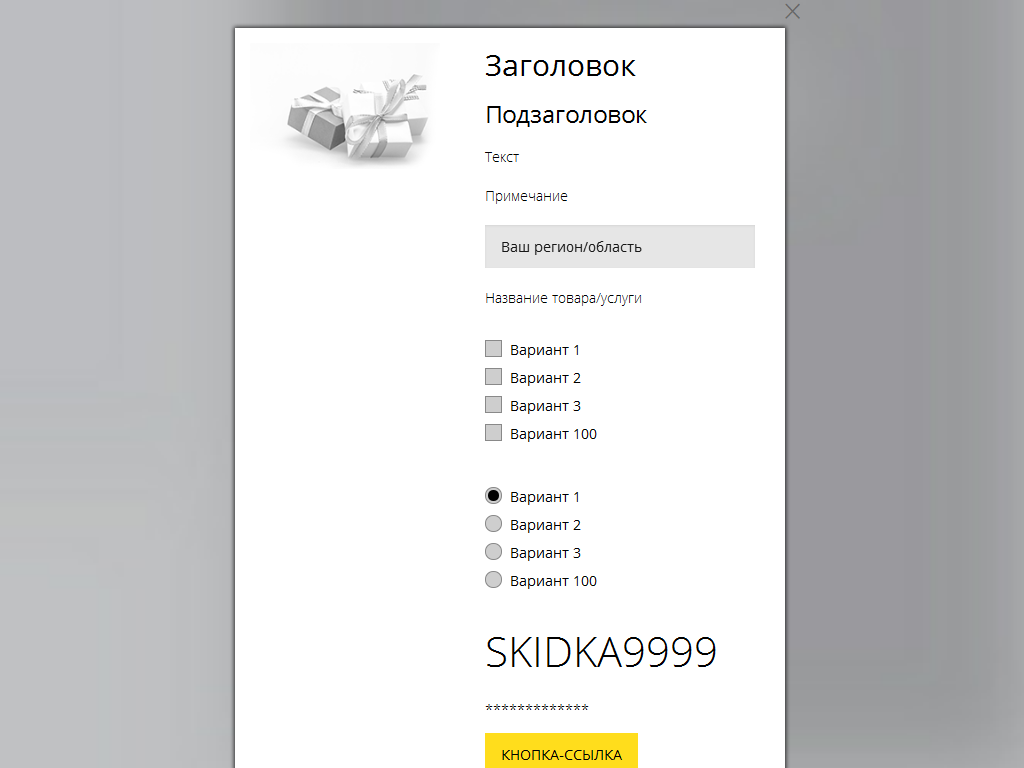 Заголовок
Подзаголовок
Текст
Примечание
Ваш регион/область
Название товара/услуги
Вариант 1
Вариант 2
Вариант 3
Вариант 100
Вариант 1
Вариант 2
Вариант 3
Вариант 100
SKIDKA9999
*************
КНОПКА-ССЫЛКА